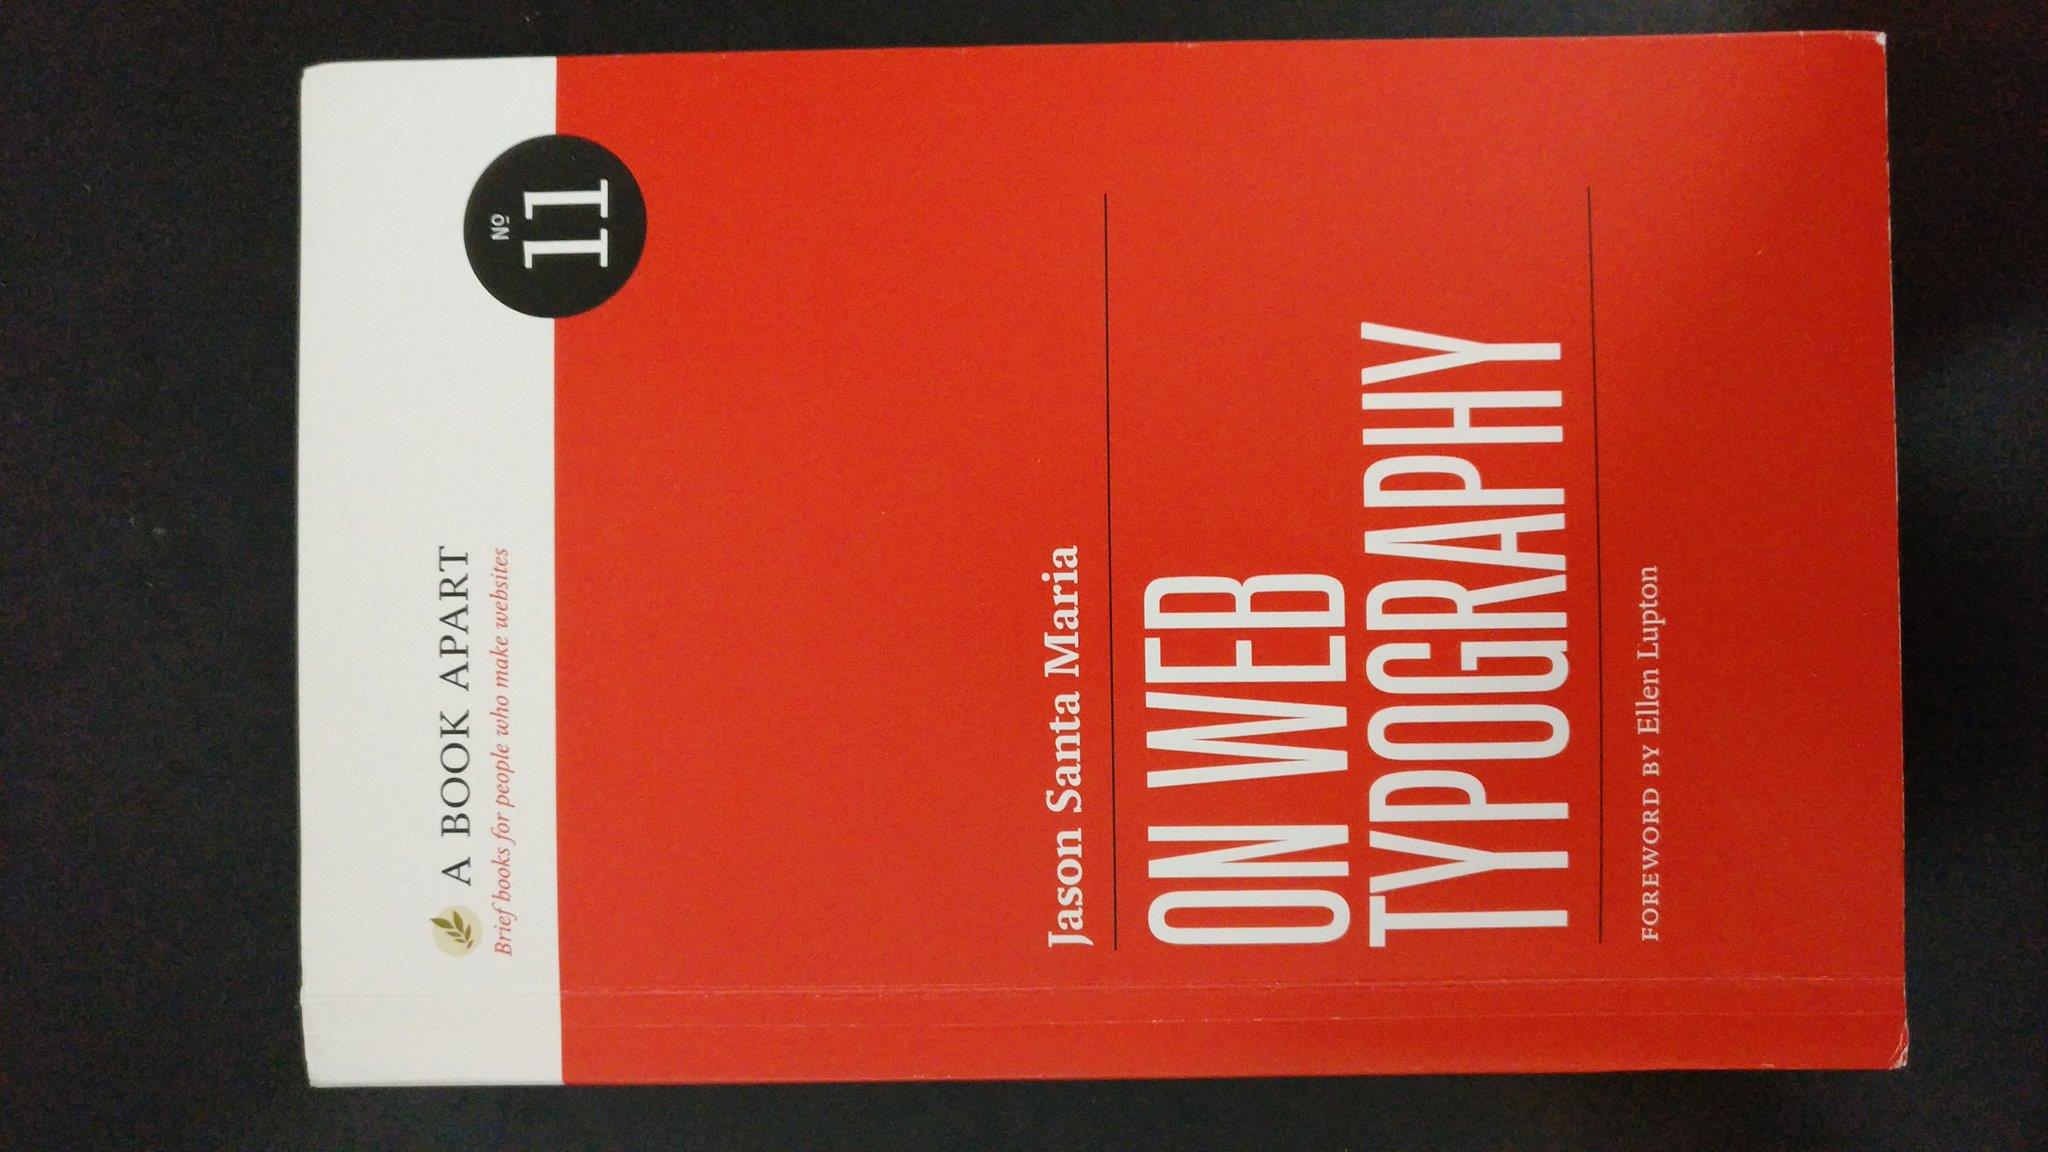 A BOOK APART
Brief books for people who make websites
Nº
11
Jason Santa Maria
ON WEB
TYPOGRAPHY
FOREWORD BY Ellen Lupton